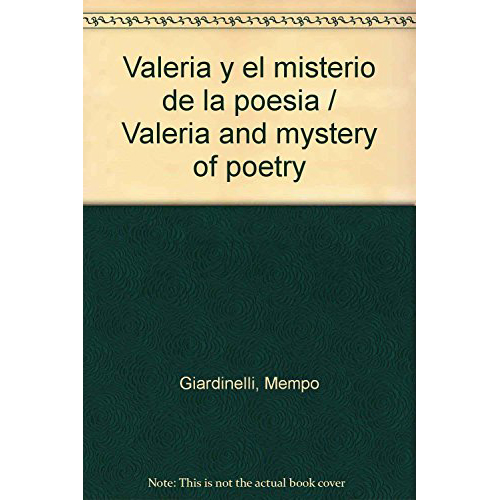 Valeria y el misterio
de la poesia /
Valeria and mystery
of poetry
Giardinelli, Mempo
Note: This is not the actual book cover